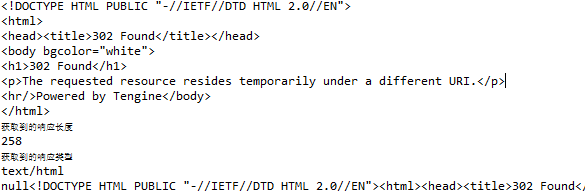 <!DOCTYPE HTML PUBLIC "-//IETF//DTD HTML 2.0//EN">
<html>
<head><title>302 Found</title></head>
<body bgcolor="white">
<h1>302 Found</h1>
<p>The requested resource resides temporarily under a different URI.</p>
<hr/>Powered by Tengine</body>
</html>
获取到的响应长度
258
获取到的响应类型
text/html
null<!DOCTYPE HTML PUBLIC "-//IETF//DTD HTML 2.0//EN"><html><head><title>302 Found<